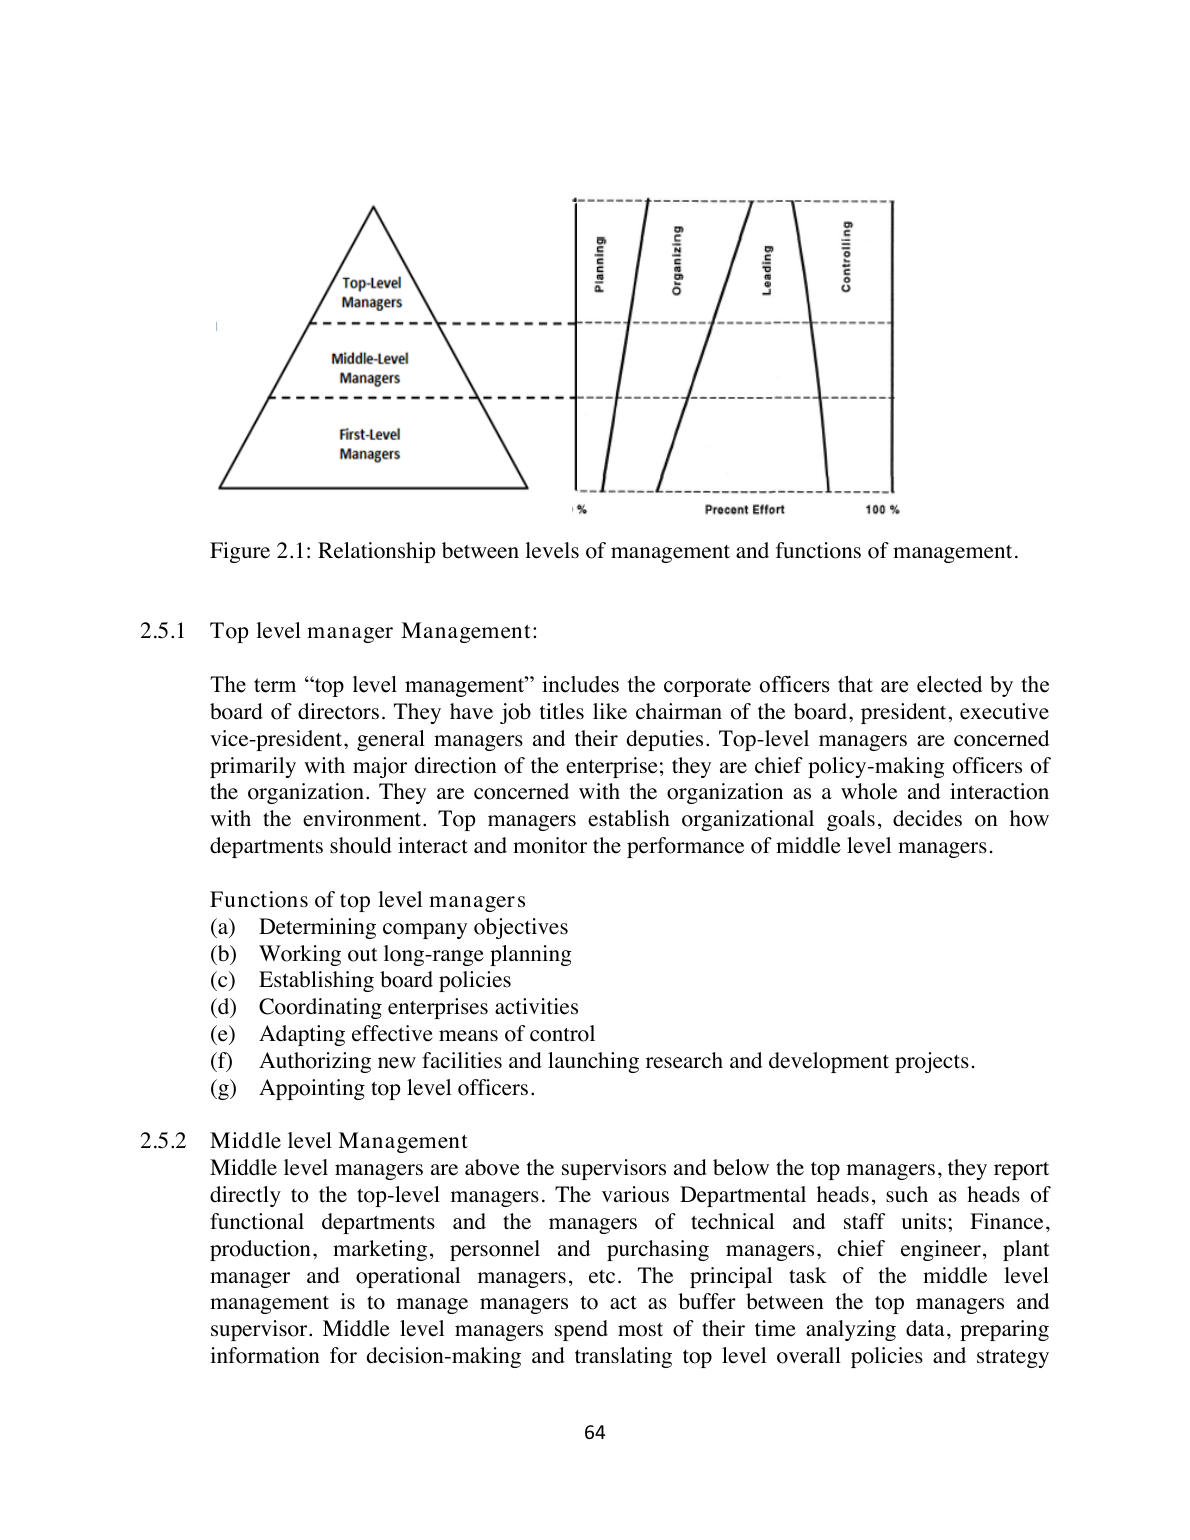 Top-Level
Managers
Middle-Level
Managers
First-Level
Managers
Planning
Organizing
Leading
Controlling
%
Precent Effort
100 %
Figure 2.1: Relationship between levels of management and functions of management.
2.5.1 Top level manager Management:
The term “top level management” includes the corporate officers that are elected by the
board of directors. They have job titles like chairman of the board, president, executive
vice-president, general managers and their deputies. Top-level managers are concerned
primarily with major direction of the enterprise; they are chief policy-making officers of
the organization. They are concerned with the organization as a whole and interaction
with the environment. Top managers establish organizational goals, decides on how
departments should interact and monitor the performance of middle level managers.
Functions of top level managers
(a) Determining company objectives
(b) Working out long-range planning
(c) Establishing board policies
(d) Coordinating enterprises activities
(e) Adapting effective means of control
(f) Authorizing new facilities and launching research and development projects.
(g) Appointing top level officers.
2.5.2 Middle level Management
Middle level managers are above the supervisors and below the top managers, they report
directly to the top-level managers. The various Departmental heads, such as heads of
functional departments and the managers of technical and staff units; Finance,
production, marketing, personnel and purchasing managers, chief engineer, plant
manager and operational managers, etc. The principal task of the middle level
management is to manage managers to act as buffer between the top managers and
supervisor. Middle level managers spend most of their time analyzing data, preparing
information for decision-making and translating top level overall policies and strategy
64